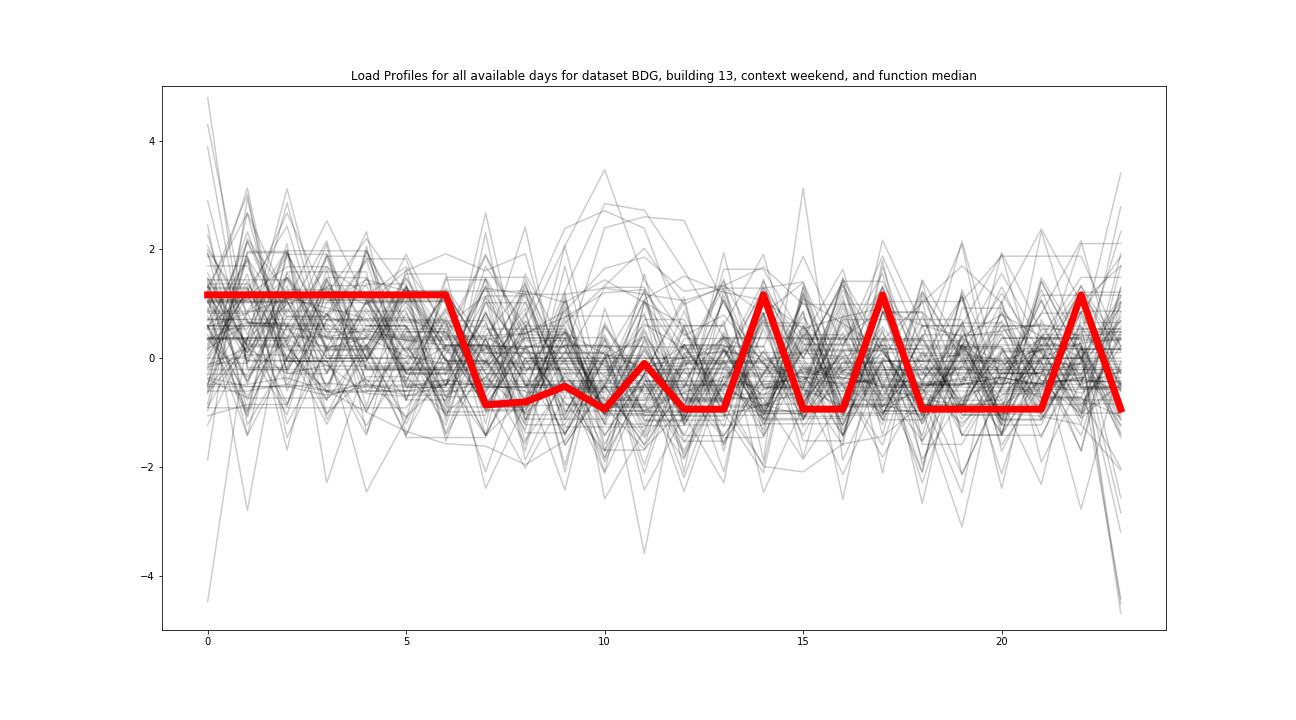 Load Profiles for all available days for dataset BDG, building 13, context weekend, and function median
4
2
0
−2
−4
0 5 10 15 20